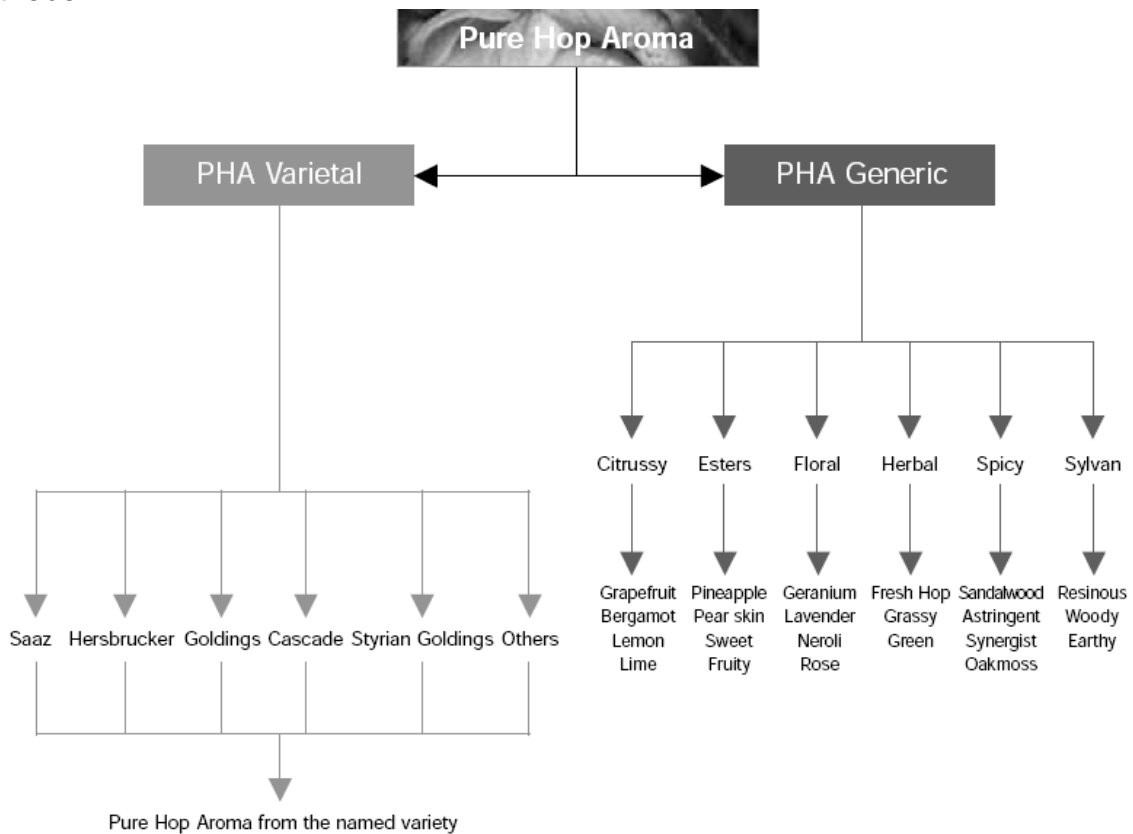 Pure Hop Aroma
PHA Varietal
PHA Generic
Citrussy Esters Floral Herbal Spicy Sylvan
Grapefruit Pineapple Geranium Fresh Hop Sandalwood Resinous
Bergamot Pear skin Lavender Grassy Astringent Woody
Lemon Sweet Neroli Green Synergist Earthy
Lime Fruity Rose Oakmoss
Saaz Hersbrucker Goldings Cascade Styrian Goldings Others
Pure Hop Aroma from the named variety